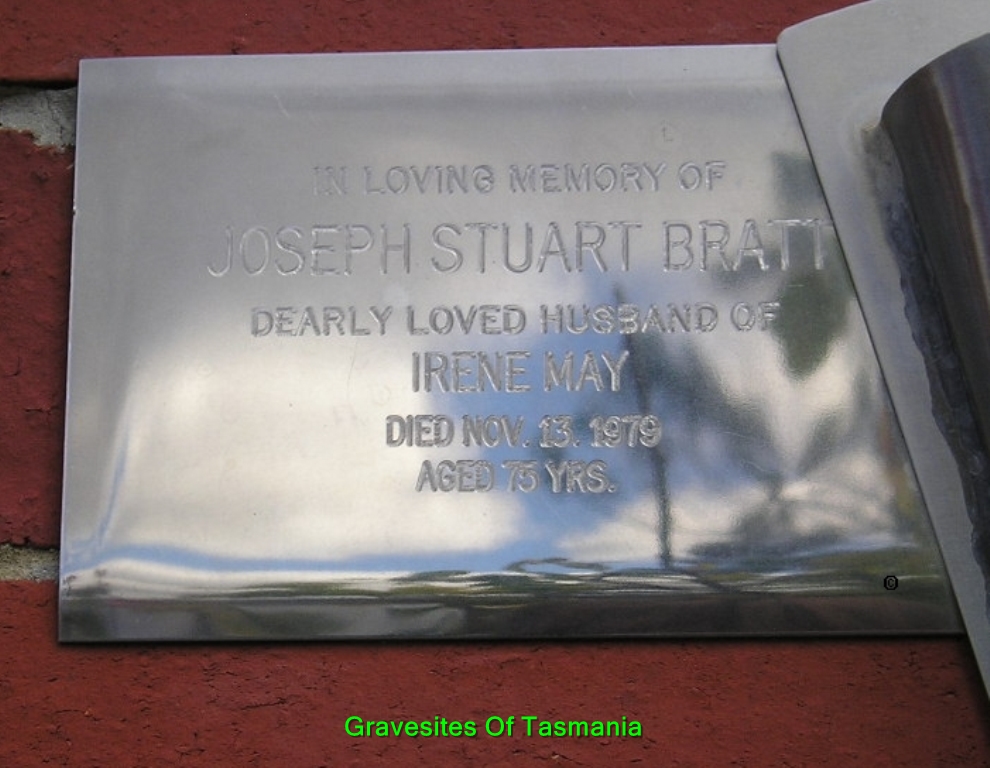 IN LOVING MEMORY OF
JOSEPH STUART BRATT
DEARLY LOVED HUSBAND OF
IRENE MAY
DIED NOV. 13. 1979
AGED 75 YRS.
©
Gravesites Of Tasmania